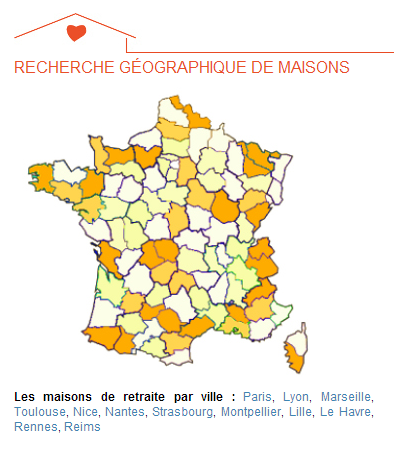 RECHERCHE GÉOGRAPHIQUE DE MAISONS
Les maisons de retraite par ville : Paris, Lyon, Marseille,
Toulouse, Nice, Nantes, Strasbourg, Montpellier, Lille, Le Havre,
Rennes, Reims